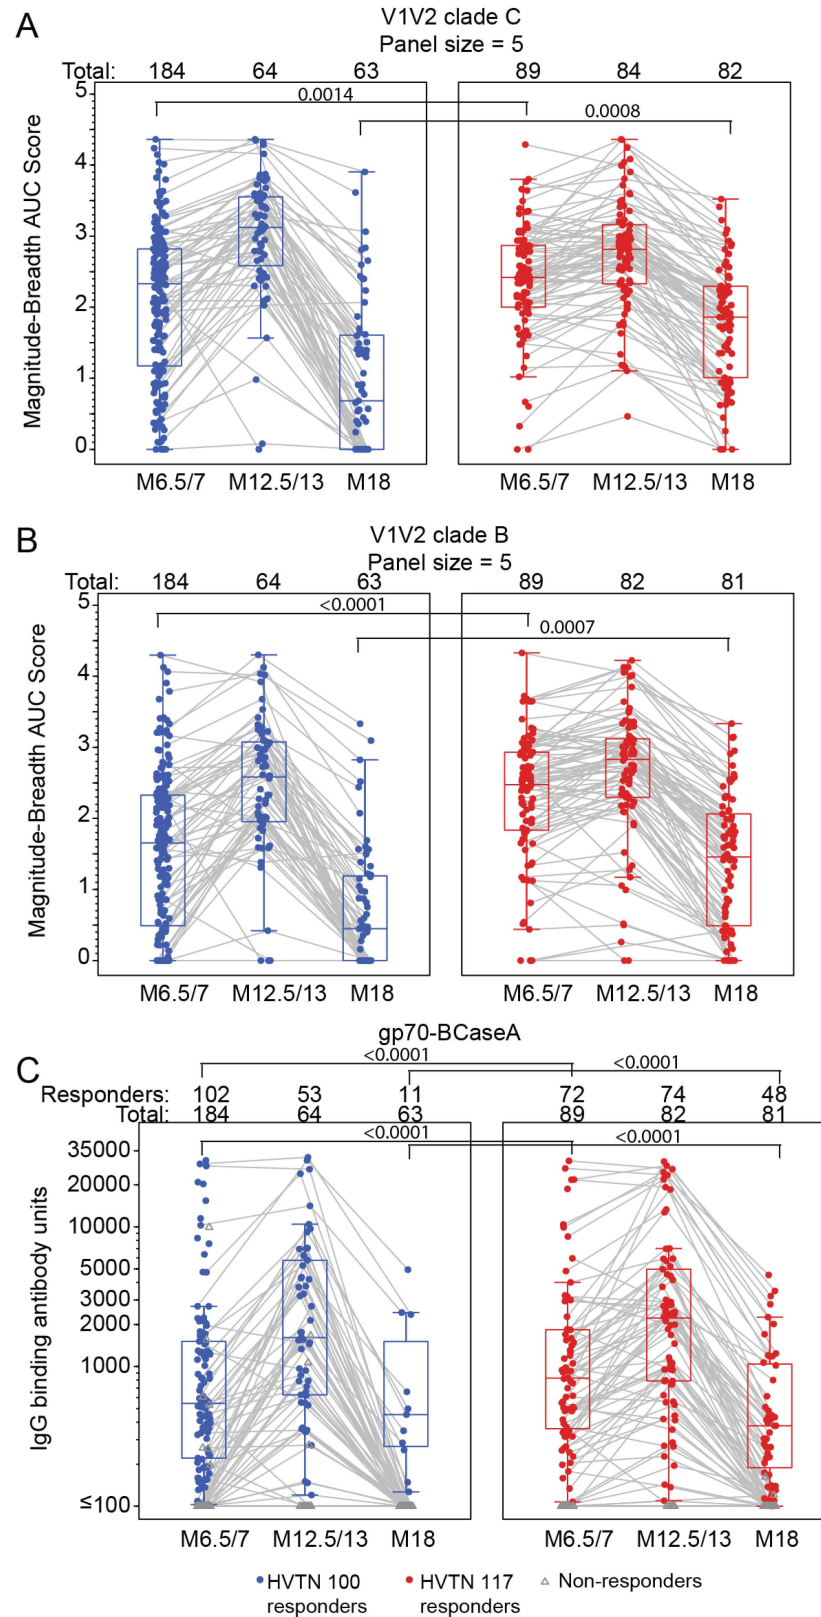 A
V1V2 clade C
Panel size = 5
Total: 184 64 63 89 84 82
0.0014
0.0008
Magnitude-Breadth AUC Score
5
4
3
2
1
0
M6.5/7 M12.5/13 M18 M6.5/7 M12.5/13 M18
B
V1V2 clade B
Panel size = 5
Total: 184 64 63 89 82 81
<0.0001
0.0007
Magnitude-Breadth AUC Score
5
4
3
2
1
0
M6.5/7 M12.5/13 M18 M6.5/7 M12.5/13 M18
gp70-BCaseA
C
<0.0001 <0.0001
Responders: 102 53 11 72 74 48
Total: 184 64 63 89 82 81
<0.0001 <0.0001
IgG binding antibody units
35000
10000
5000
3000
2000
1000
≤100
M6.5/7 M12.5/13 M18 M6.5/7 M12.5/13 M18
HVTN 100 responders
HVTN 117 responders
Non-responders